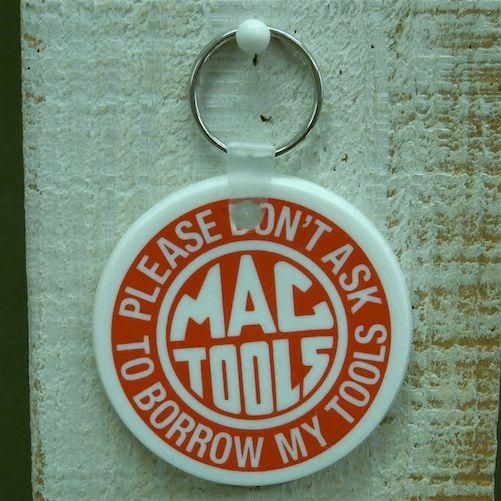 PLEASE DON'T ASK
TO BORROW MY TOOLS
MAC
TOOLS